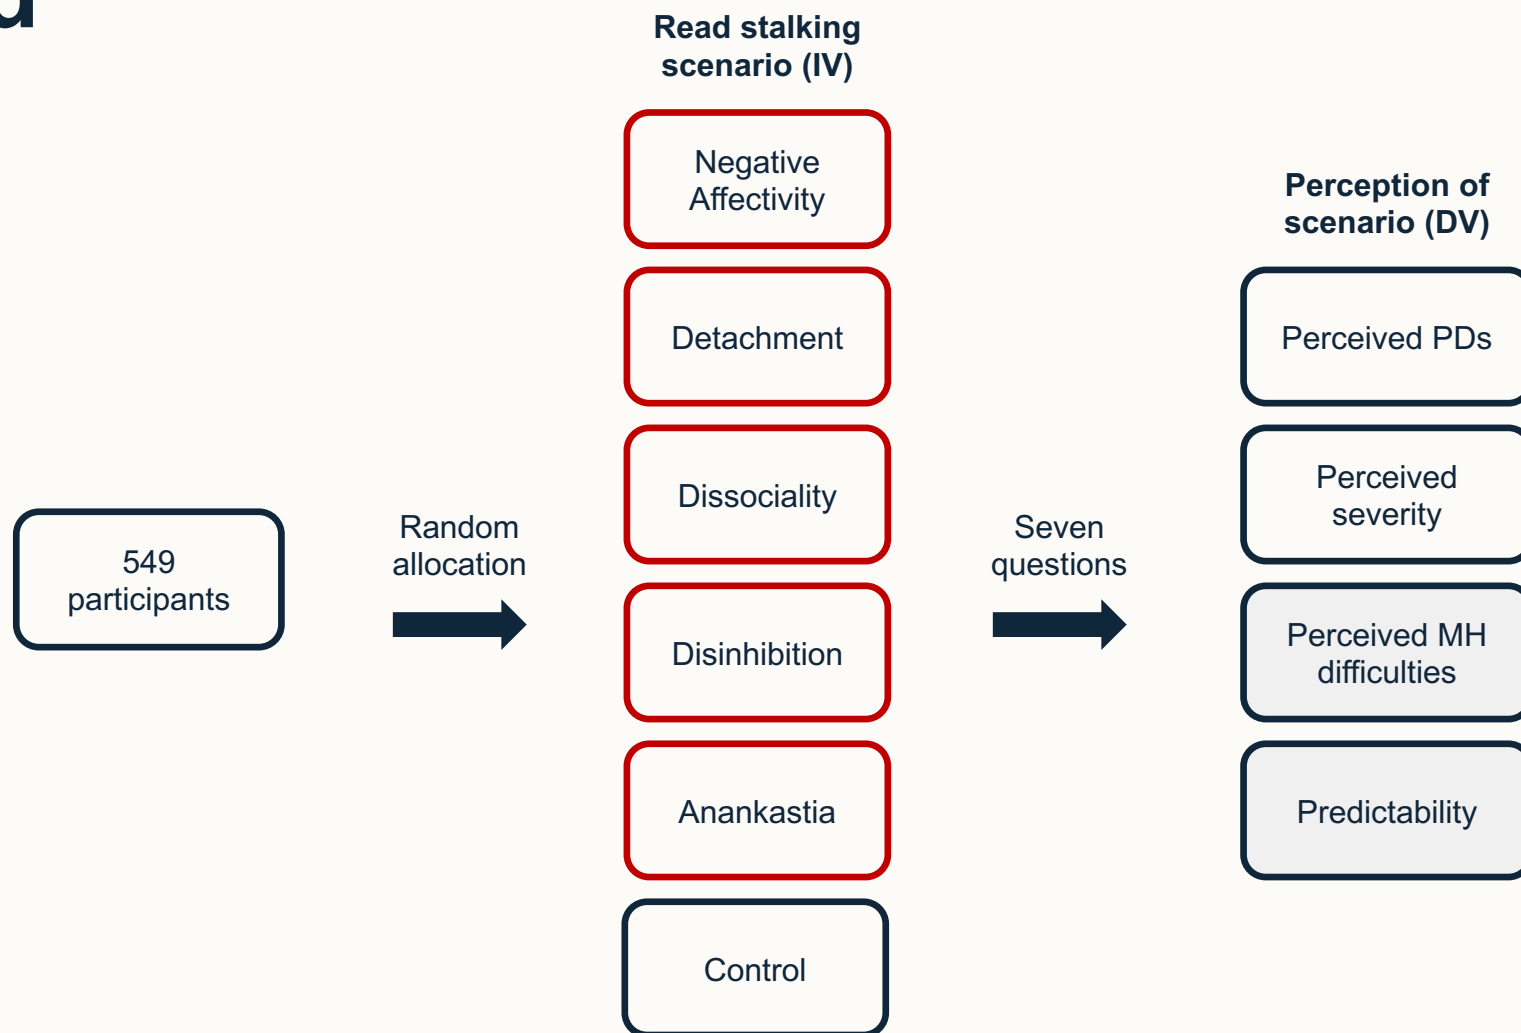 549
participants
Random
allocation
Read stalking
scenario (IV)
Negative
Affectivity
Detachment
Dissociality
Disinhibition
Anankastia
Control
Seven
questions
Perception of
scenario (DV)
Perceived PDs
Perceived
severity
Perceived MH
difficulties
Predictability